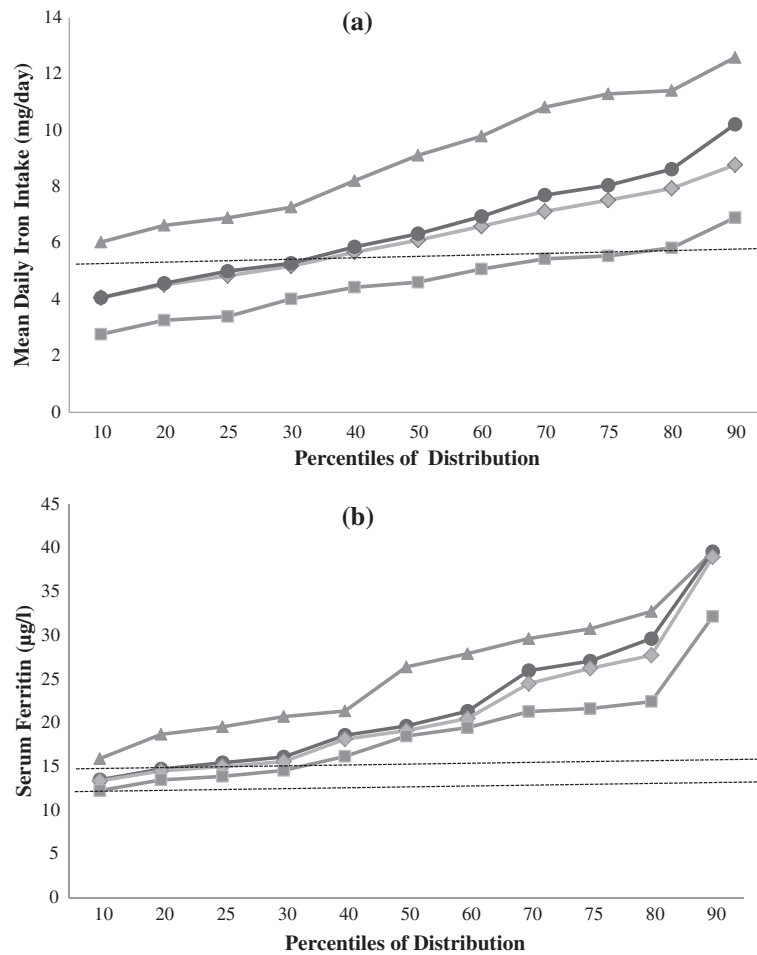 (a)
Mean Daily Iron Intake (mg/day)
14
12
10
8
6
4
2
0
10 20 25 30 40 50 60 70 75 80 90
Percentiles of Distribution
(b)
Serum Ferritin (µg/l)
45
40
35
30
25
20
15
10
5
0
10 20 25 30 40 50 60 70 75 80 90
Percentiles of Distribution